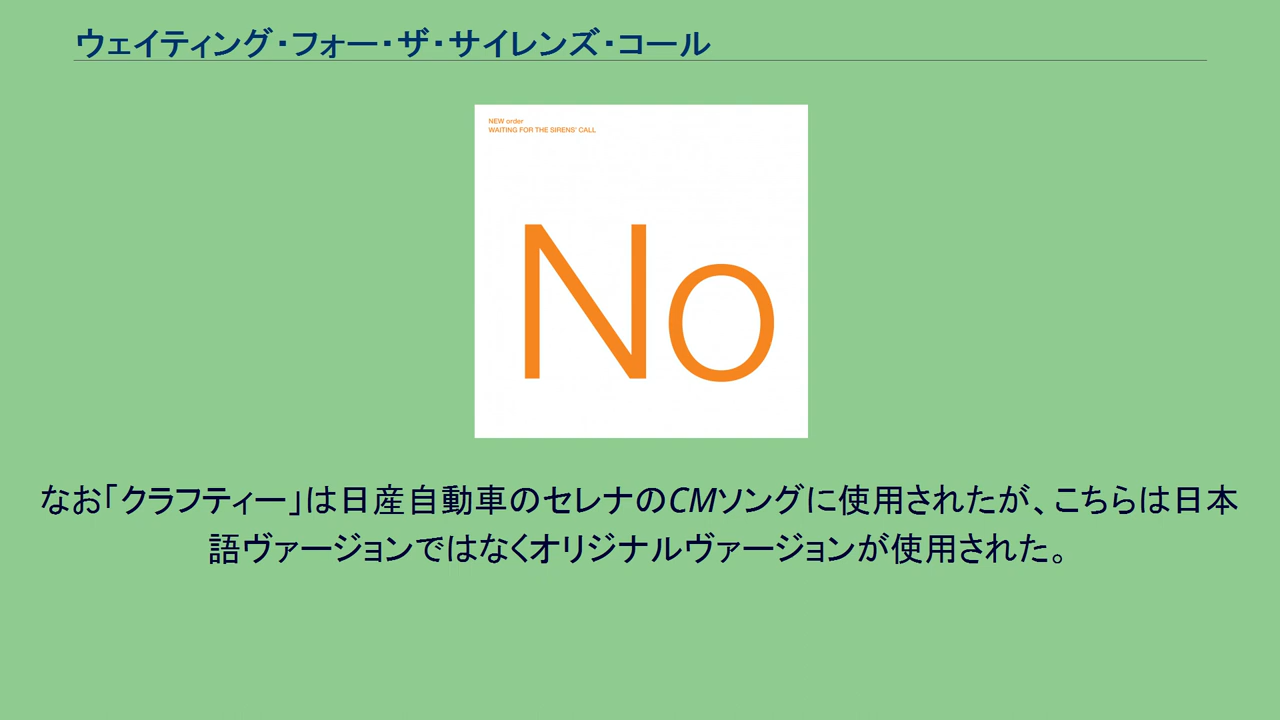 ウェイティング・フォー・ザ・サイレンズ・コール
NEW order
WAITING FOR THE SIRENS' CALL
No
なお「クラフティー」は日産自動車のセレナのCMソングに使用されたが、こちらは日本
語ヴァージョンではなくオリジナルヴァージョンが使用された。